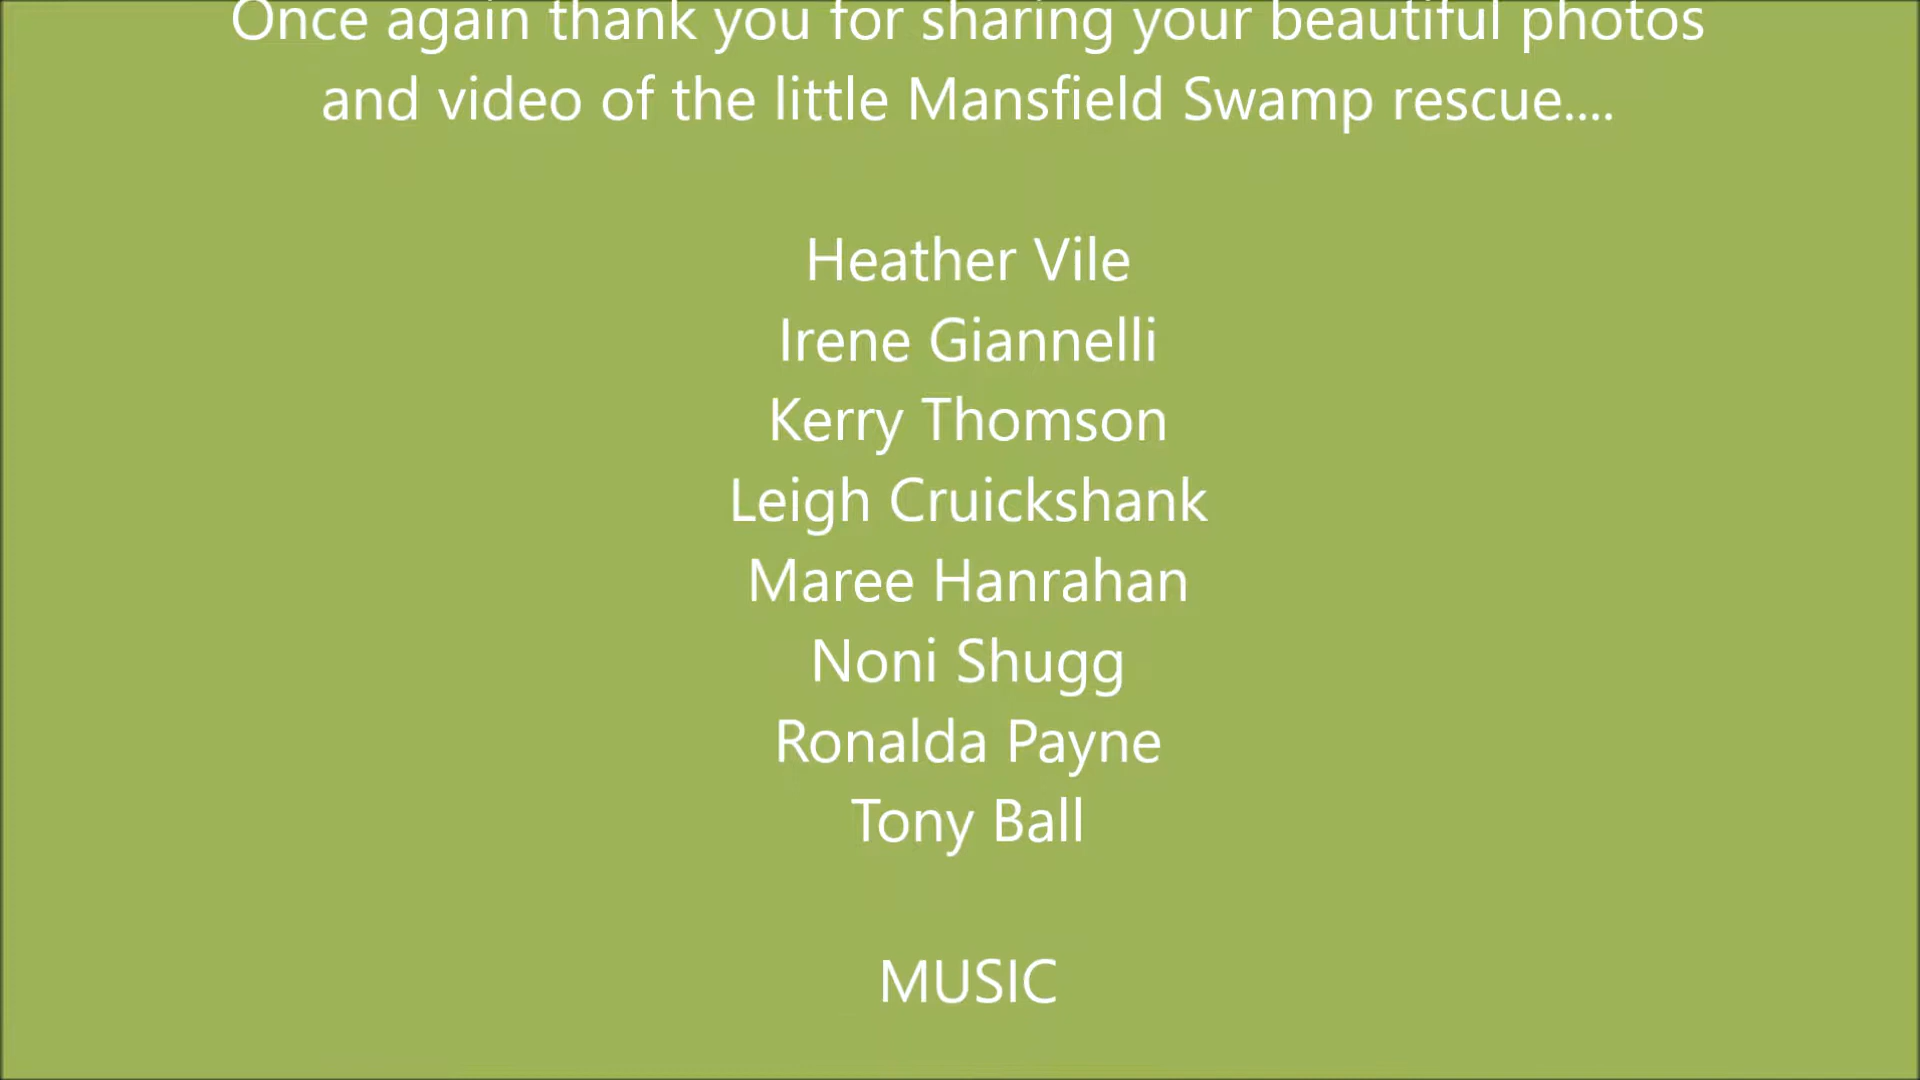 Once again thank you for sharing your beautiful photos
and video of the little Mansfield Swamp rescue....
Heather Vile
Irene Giannelli
Kerry Thomson
Leigh Cruickshank
Maree Hanrahan
Noni Shugg
Ronalda Payne
Tony Ball
MUSIC